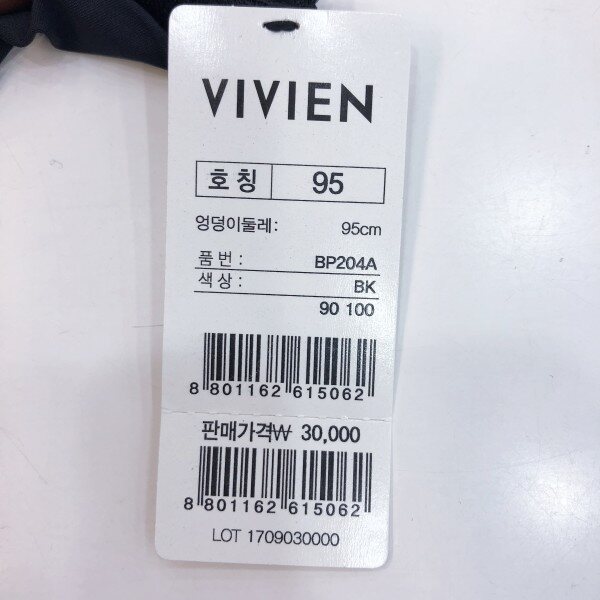 VIVIEN
호칭 95
엉덩이둘레: 95cm
품번: BP204A
색상: BK
90 100
8 801162 615062
판매가격₩ 30,000
8 801162 615062
LOT 1709030000